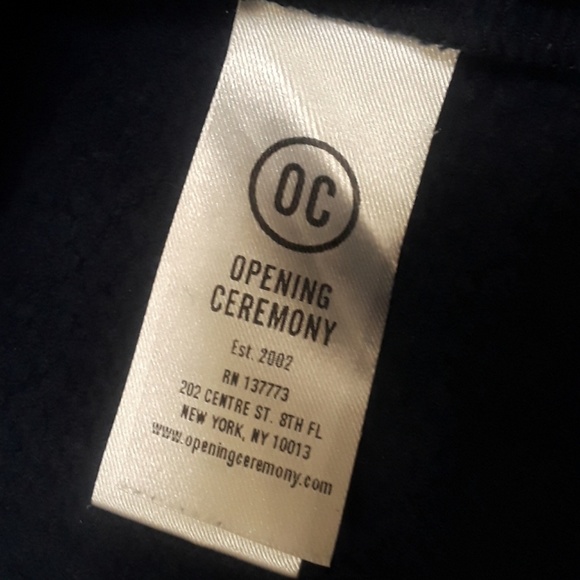 OC
OPENING
CEREMONY
Est. 2002
RN 137773
202 CENTRE ST. 8TH FL
NEW YORK, NY 10013
www.openingceremony.com